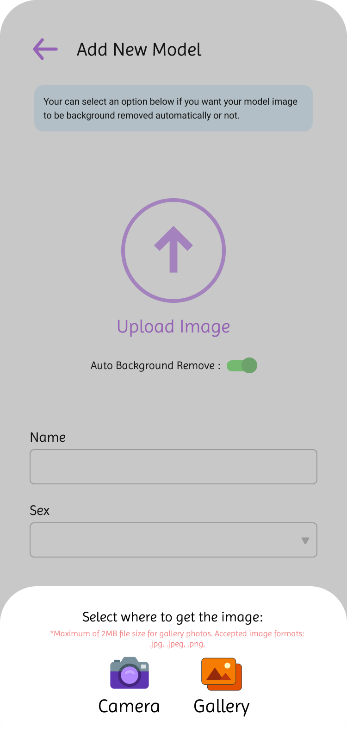 Add New Model
Your can select an option below if you want your model image
to be background removed automatically or not.
Upload Image
Auto Background Remove :
Name
Sex
Select where to get the image:
*Maximum of 2MB file size for gallery photos. Accepted image formats:
.jpg, .jpeg, .png.
Camera
Gallery